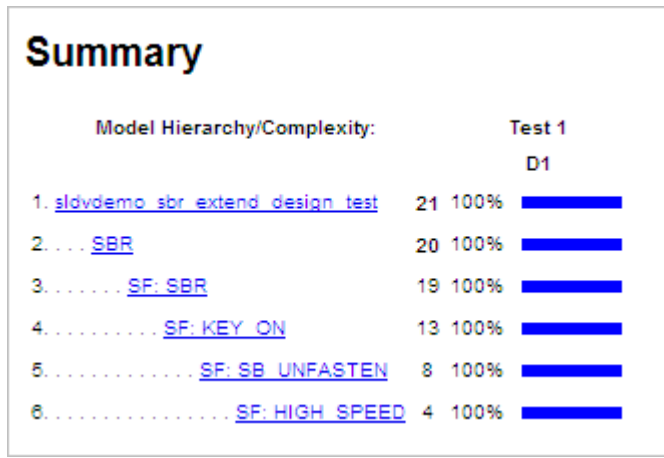 Summary
Model Hierarchy/Complexity: Test 1
D1
1. sldvdemo_sbr_extend_design_test 21 100%
2. . . . SBR 20 100%
3. . . . . . . SF: SBR 19 100%
4. . . . . . . . . . SF: KEY_ON 13 100%
5. . . . . . . . . . . . . SF: SB_UNFASTEN 8 100%
6. . . . . . . . . . . . . . . . SF: HIGH_SPEED 4 100%